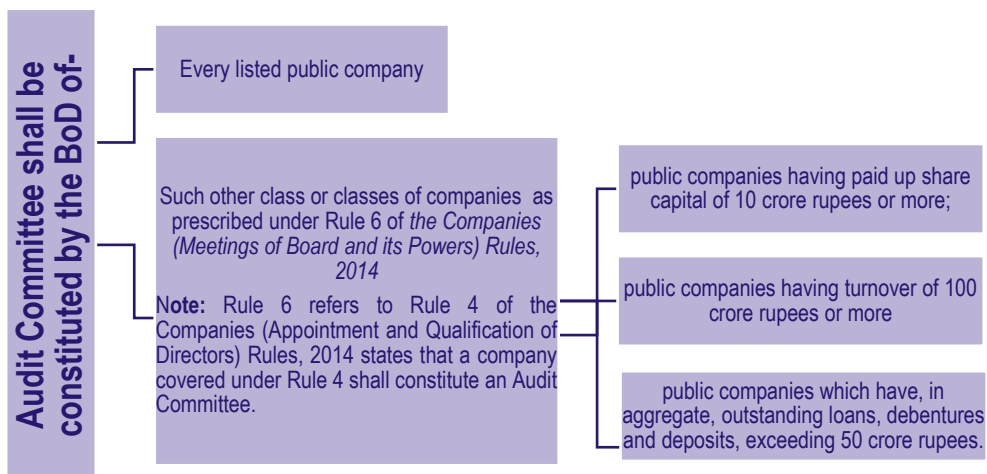 Audit Committee shall be
constituted by the BoD of-
Every listed public company
Such other class or classes of companies as
prescribed under Rule 6 of the Companies
(Meetings of Board and its Powers) Rules,
2014
Note: Rule 6 refers to Rule 4 of the
Companies (Appointment and Qualification of
Directors) Rules, 2014 states that a company
covered under Rule 4 shall constitute an Audit
Committee.
public companies having paid up share
capital of 10 crore rupees or more;
public companies having turnover of 100
crore rupees or more
public companies which have, in
aggregate, outstanding loans, debentures
and deposits, exceeding 50 crore rupees.